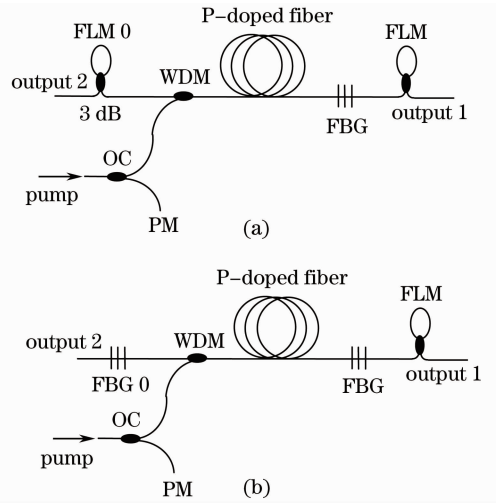 P-doped fiber
FLM 0
FLM
output 2
WDM
3 dB
FBG
output 1
OC
pump
PM
(a)
P-doped fiber
FLM
output 2
WDM
FBG 0
FBG
output 1
OC
pump
PM
(b)